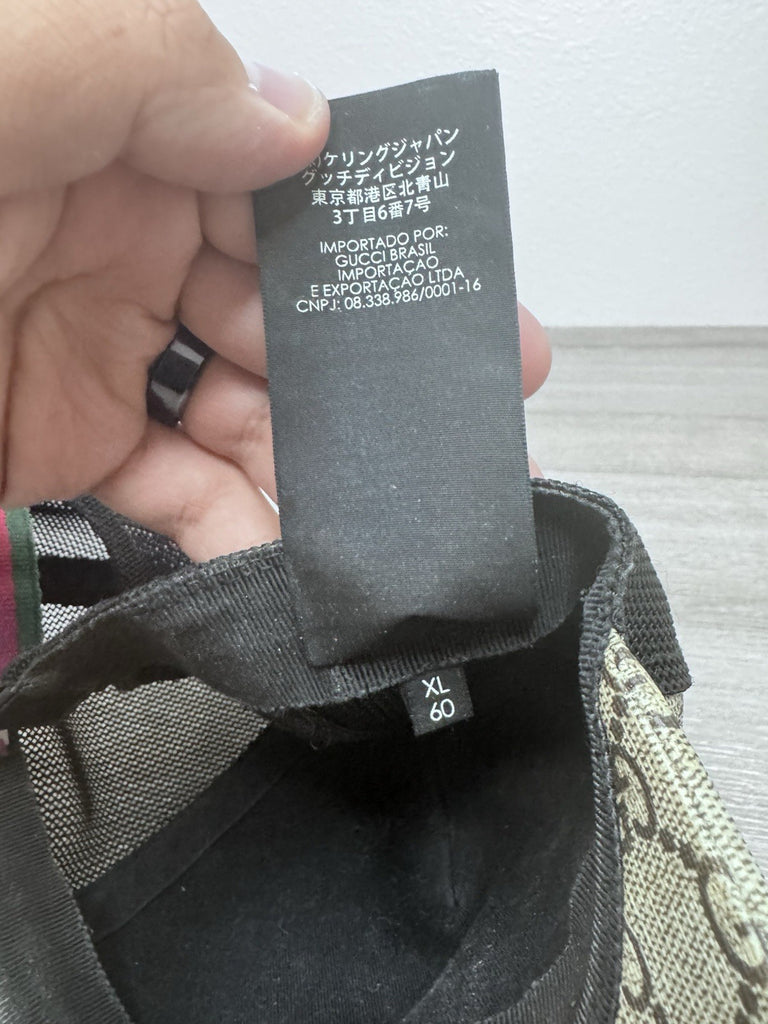 ケリングジャパン
グッチディビジョン
東京都港区北青山
3丁目6番7号
IMPORTADO POR:
GUCCI BRASIL
IMPORTAÇAO
E EXPORTAÇAO LTDA
CNPJ: 08.338.986/0001-16
XL
60